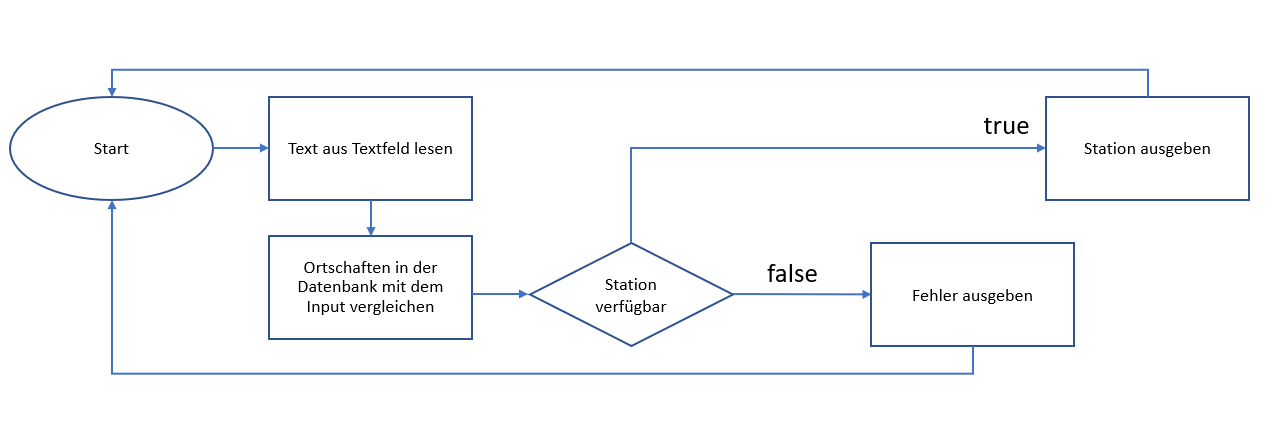 Start
Text aus Textfeld lesen
true
Station ausgeben
Ortschaften in der
Datenbank mit dem
Input vergleichen
Station
verfügbar
false
Fehler ausgeben